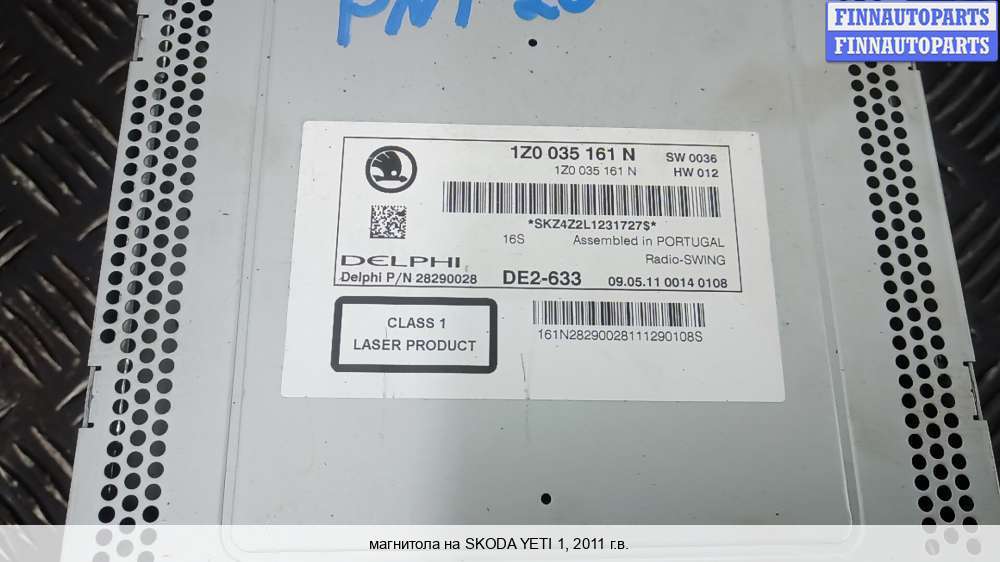 PNT 20
FINNAUTOPARTS
FINNAUTOPARTS
1Z0 035 161 N
SW 0036
1Z0 035 161 N
HW 012
*SKZ4Z2L1231727$*
16S
Assembled in PORTUGAL
Radio-SWING
DELPHI
Delphi P/N 28290028
DE2-633
09.05.11 0014 0108
CLASS 1
LASER PRODUCT
161N28290028111290108S
магнитола на SKODA YETI 1, 2011 г.в.